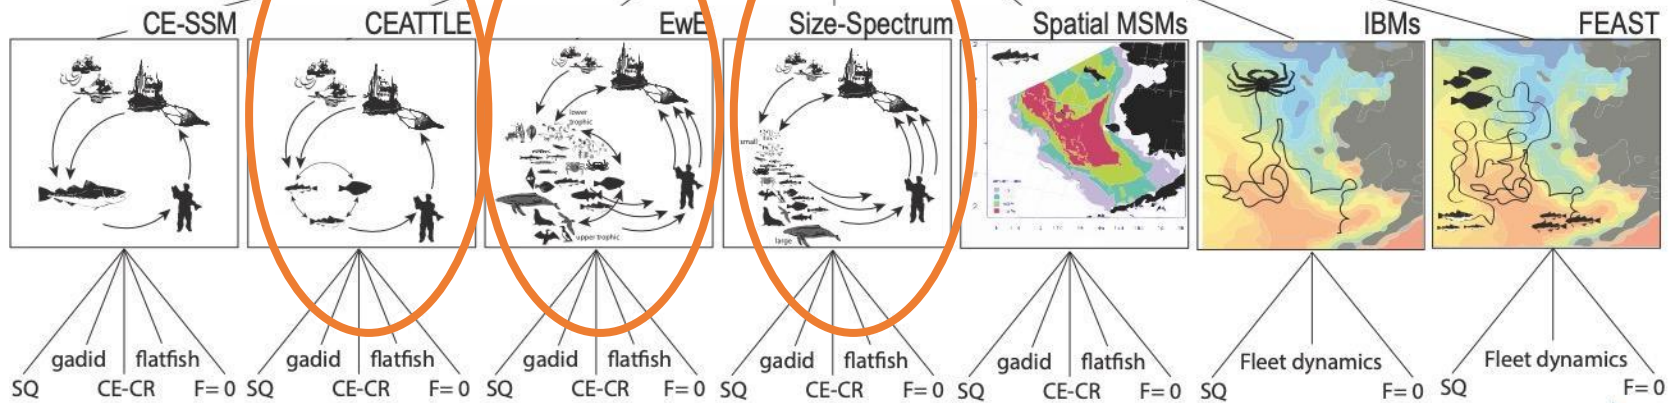 CE-SSM
CEATTLE
EwE
Size-Spectrum
Spatial MSMs
IBMs
FEAST
lower
trophic
upper trophic
small
large
gadid flatfish
SQ CE-CR F= 0
gadid flatfish
SQ CE-CR F= 0
gadid flatfish
SQ CE-CR F= 0
gadid flatfish
SQ CE-CR F= 0
gadid flatfish
SQ CE-CR F= 0
Fleet dynamics
SQ F= 0
Fleet dynamics
SQ F= 0